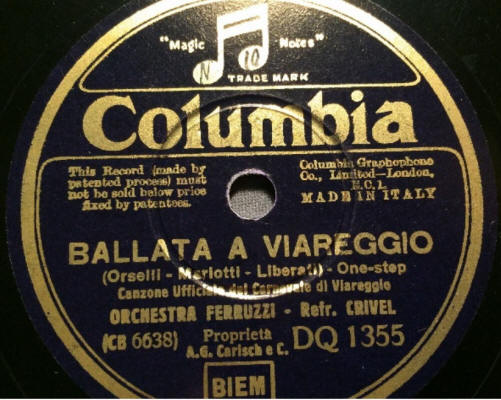 "Magic Notes"
N 10
TRADE MARK
Columbia
This Record (made by
patented process) must
not be sold below price
fixed by patentees.
Columbia Graphophone
Co., Limited—London,
E.C.1.
MADE IN ITALY
BALLATA A VIAREGGIO
(Orselli - Mariotti - Liberati) - One-step
Canzone Ufficiale del Carnevale di Viareggio
ORCHESTRA FERRUZZI - Refr. CRIVEL
(CB 6638) Proprietà DQ 1355
A.G. Carisch e C.
BIEM